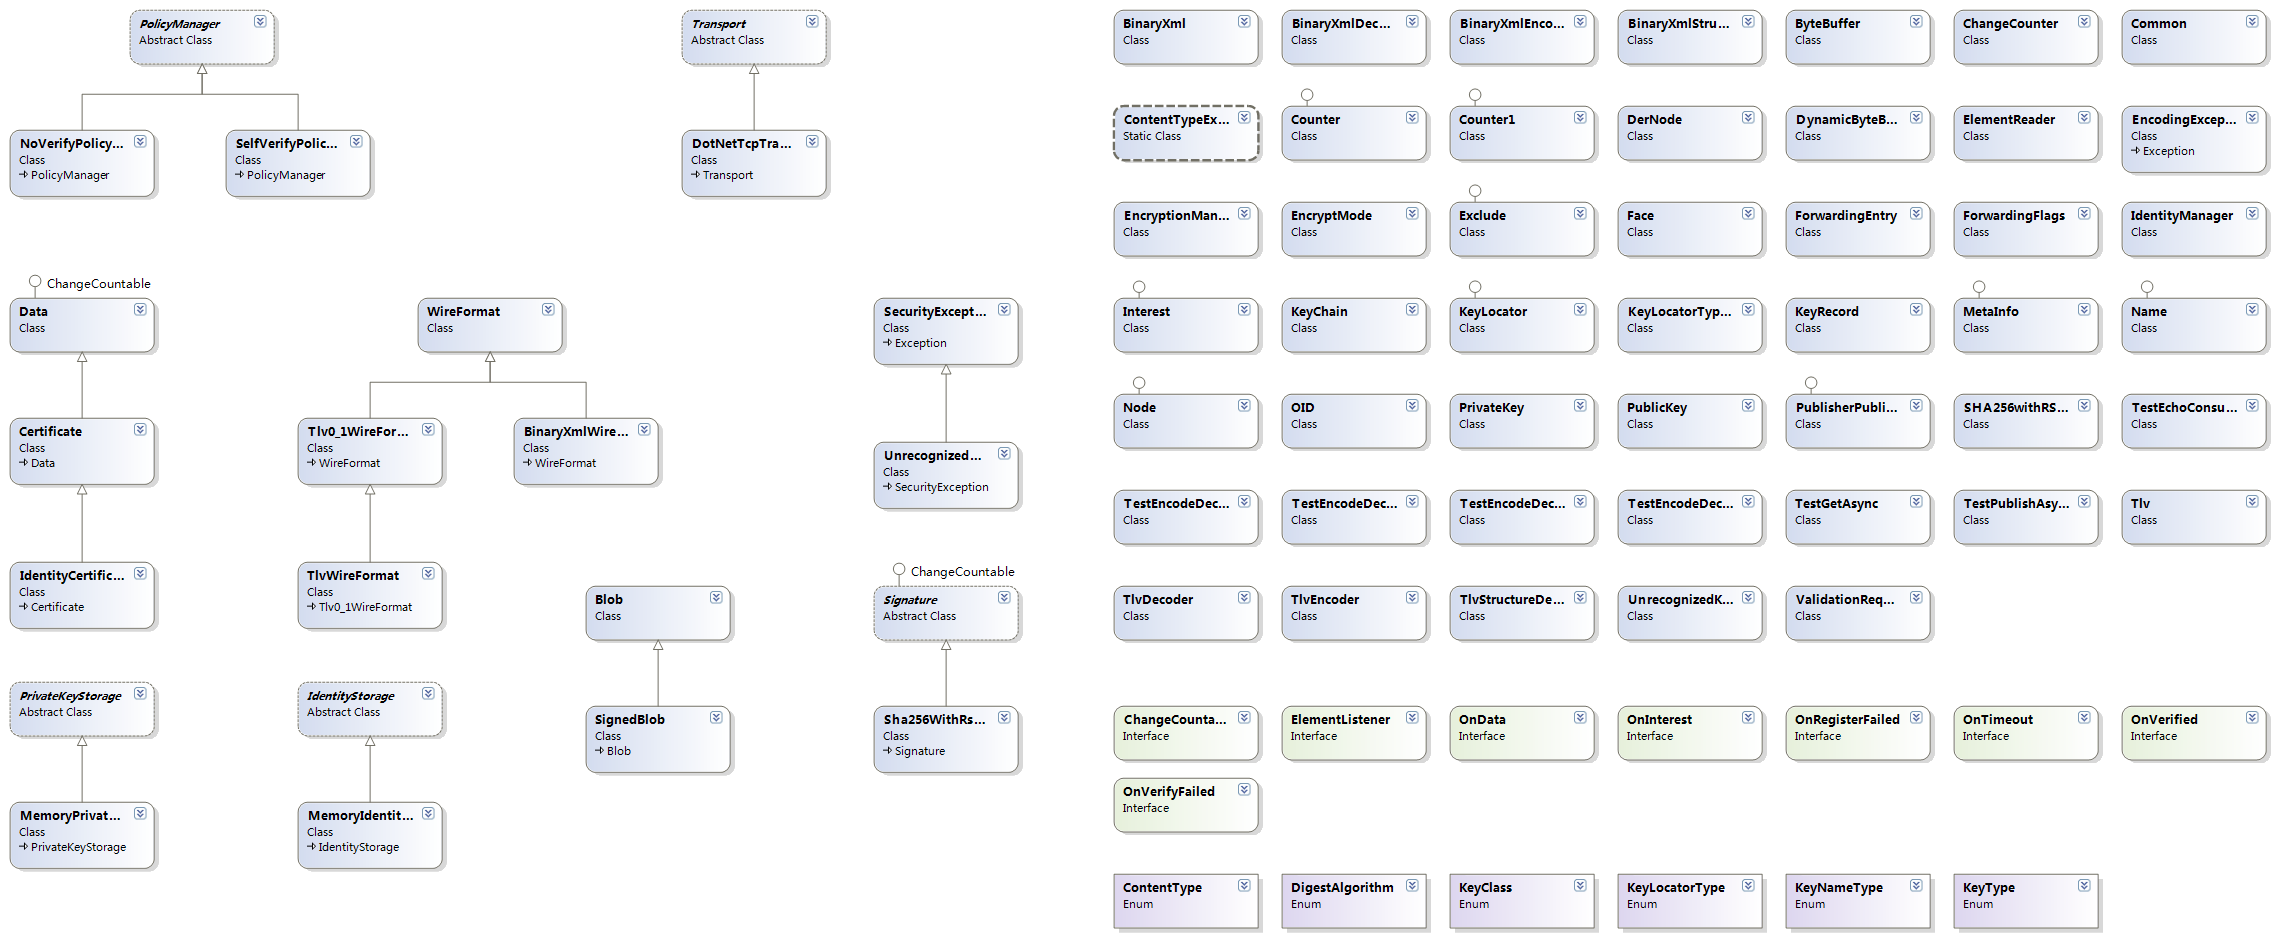 PolicyManager
Abstract Class
NoVerifyPolicy...
Class
PolicyManager
SelfVerifyPolic...
Class
PolicyManager
Transport
Abstract Class
DotNetTcpTra...
Class
Transport
ChangeCountable
Data
Class
Certificate
Class
Data
IdentityCertific...
Class
Certificate
WireFormat
Class
Tlv0_1WireFor...
Class
WireFormat
BinaryXmlWire...
Class
WireFormat
TlvWireFormat
Class
Tlv0_1WireFormat
SecurityExcept...
Class
Exception
Unrecognized...
Class
SecurityException
Blob
Class
SignedBlob
Class
Blob
ChangeCountable
Signature
Abstract Class
Sha256WithRs...
Class
Signature
PrivateKeyStorage
Abstract Class
MemoryPrivat...
Class
PrivateKeyStorage
IdentityStorage
Abstract Class
MemoryIdentit...
Class
IdentityStorage
BinaryXml
Class
BinaryXmlDec...
Class
BinaryXmlEnco...
Class
BinaryXmlStru...
Class
ByteBuffer
Class
ChangeCounter
Class
Common
Class
ContentTypeEx...
Static Class
Counter
Class
Counter1
Class
DerNode
Class
DynamicByteB...
Class
ElementReader
Class
EncodingExcep...
Class
Exception
EncryptionMan...
Class
EncryptMode
Class
Exclude
Class
Face
Class
ForwardingEntry
Class
ForwardingFlags
Class
IdentityManager
Class
Interest
Class
KeyChain
Class
KeyLocator
Class
KeyLocatorTyp...
Class
KeyRecord
Class
MetaInfo
Class
Name
Class
Node
Class
OID
Class
PrivateKey
Class
PublicKey
Class
PublisherPubli...
Class
SHA256withRS...
Class
TestEchoConsu...
Class
TestEncodeDec...
Class
TestEncodeDec...
Class
TestEncodeDec...
Class
TestEncodeDec...
Class
TestGetAsync
Class
TestPublishAsy...
Class
Tlv
Class
TlvDecoder
Class
TlvEncoder
Class
TlvStructureDe...
Class
UnrecognizedK...
Class
ValidationReq...
Class
ChangeCounta...
Interface
ElementListener
Interface
OnData
Interface
OnInterest
Interface
OnRegisterFailed
Interface
OnTimeout
Interface
OnVerified
Interface
OnVerifyFailed
Interface
ContentType
Enum
DigestAlgorithm
Enum
KeyClass
Enum
KeyLocatorType
Enum
KeyNameType
Enum
KeyType
Enum